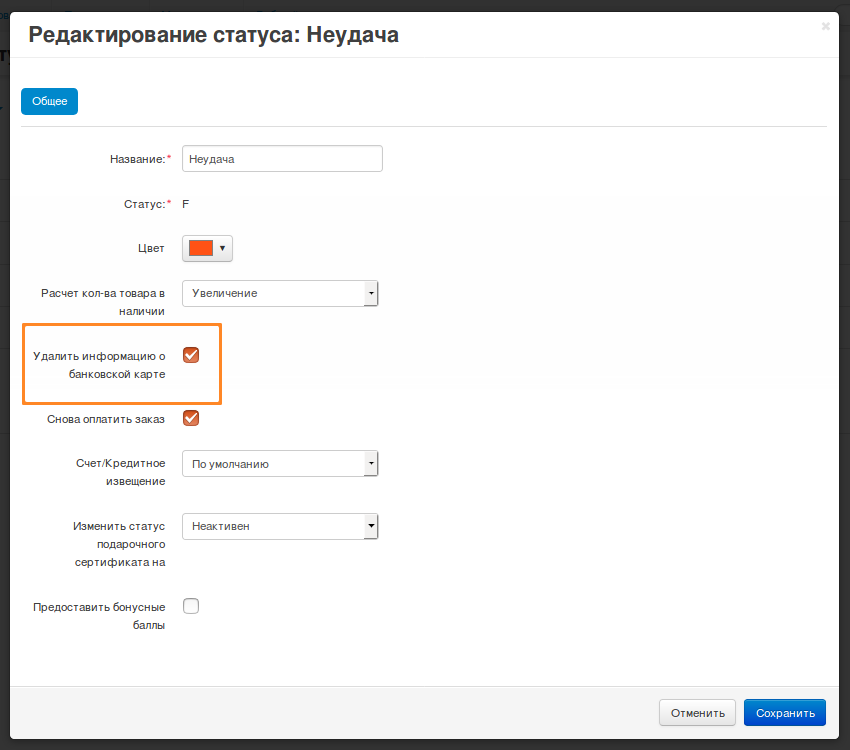 Редактирование статуса: Неудача
×
Общее
Название:*
Неудача
Статус:*
F
Цвет
Расчет кол-ва товара в
наличии
Увеличение
Удалить информацию о
банковской карте
Снова оплатить заказ
Счет/Кредитное
извещение
По умолчанию
Изменить статус
подарочного
сертификата на
Неактивен
Предоставить бонусные
баллы
Отменить
Сохранить